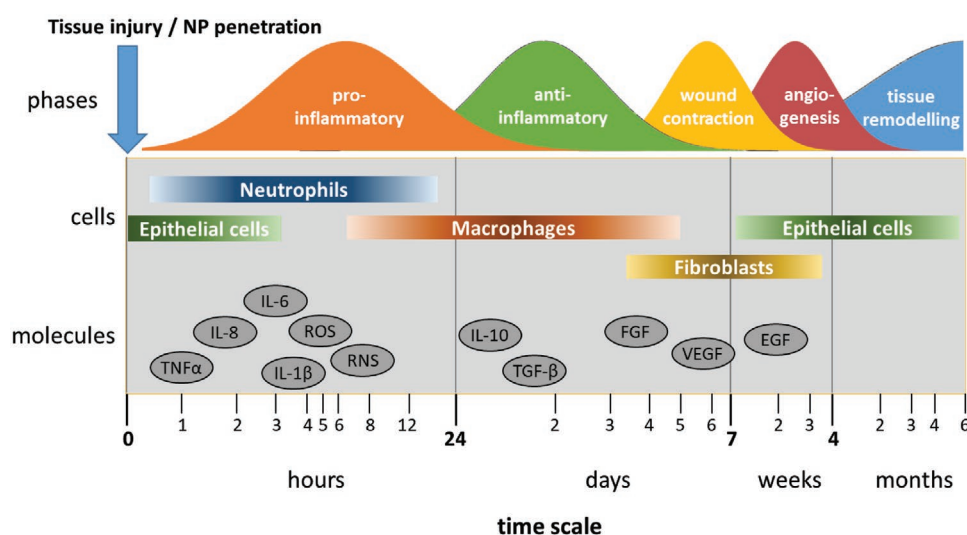 Tissue injury / NP penetration
phases
pro-
inflammatory
anti-
inflammatory
wound
contraction
angio-
genesis
tissue
remodelling
cells
Neutrophils
Epithelial cells
Macrophages
Epithelial cells
Fibroblasts
molecules
IL-6
IL-8
ROS
TNFα
IL-1β
RNS
IL-10
TGF-β
FGF
VEGF
EGF
0 1 2 3 4 5 6 8 12 24 2 3 4 5 6 7 2 3 4 2 3 4 6
hours days weeks months
time scale